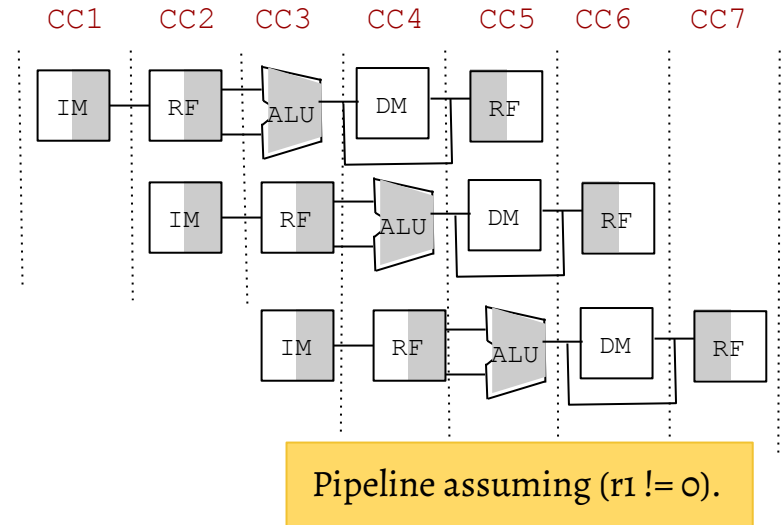 CC1 CC2 CC3 CC4 CC5 CC6 CC7
IM RF ALU DM RF
IM RF ALU DM RF
IM RF ALU DM RF
Pipeline assuming (r1 != 0).